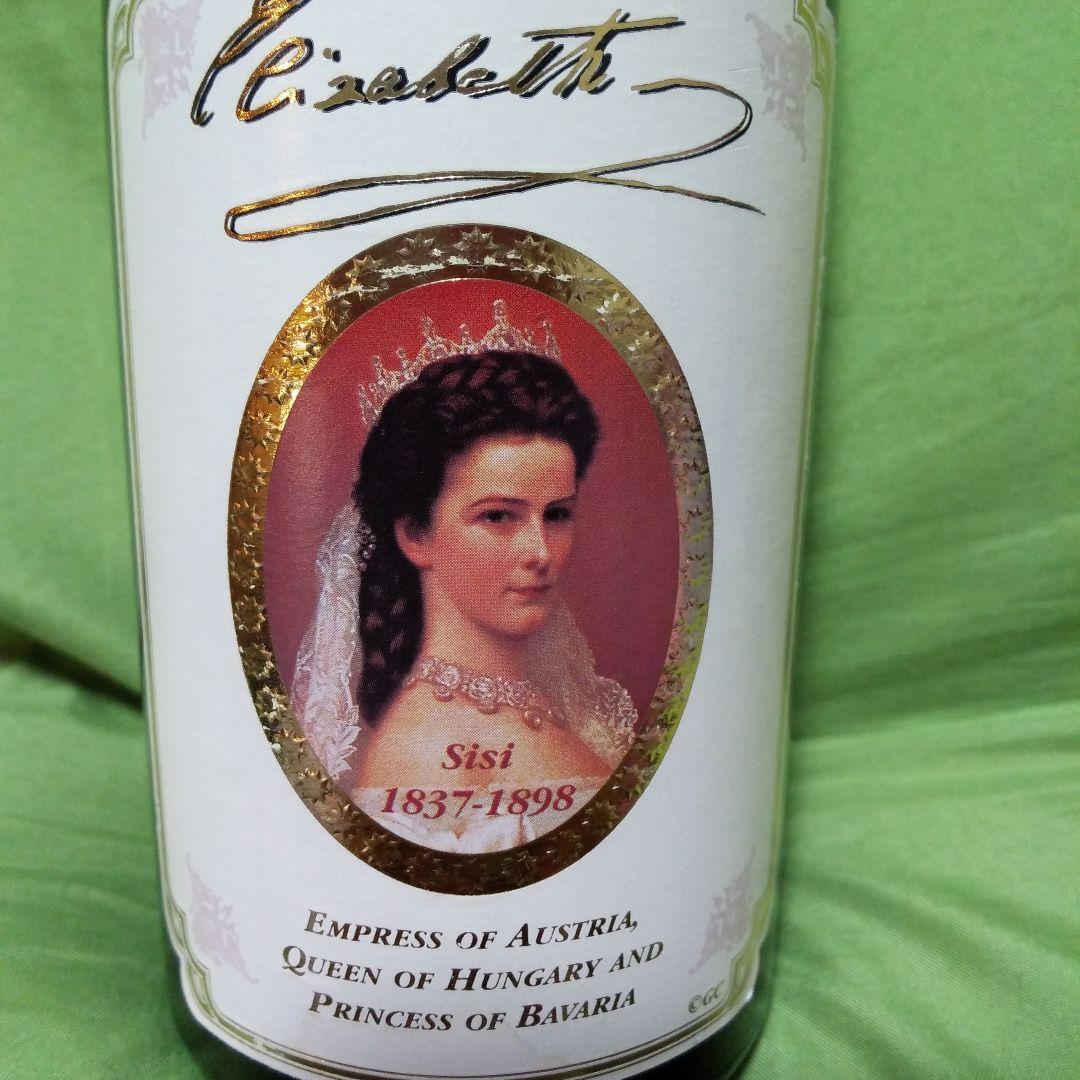 Elizabeth
Sisi
1837-1898
EMPRESS OF AUSTRIA,
QUEEN OF HUNGARY AND
PRINCESS OF BAVARIA
©GC